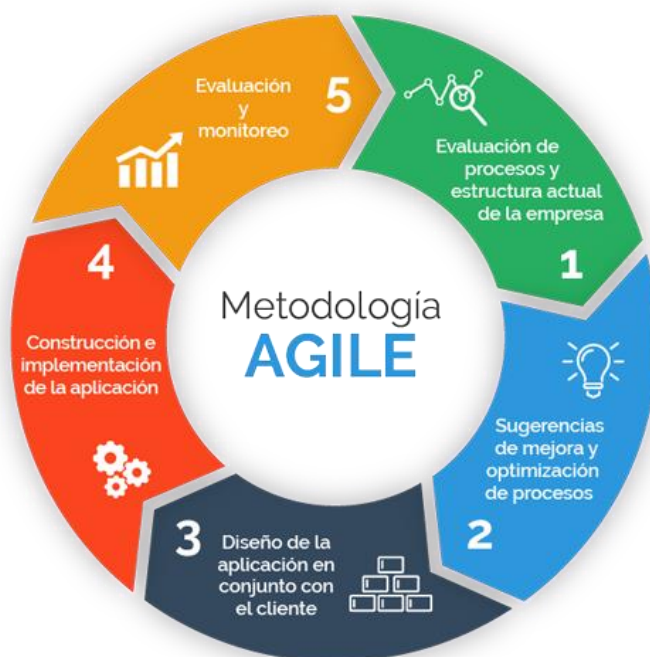 Metodología
AGILE
Evaluación de
procesos y
estructura actual
de la empresa
1
Sugerencias
de mejora y
optimización
de procesos
2
3
Diseño de la
aplicación en
conjunto con
el cliente
4
Construcción e
implementación
de la aplicación
Evaluación
y
monitoreo
5